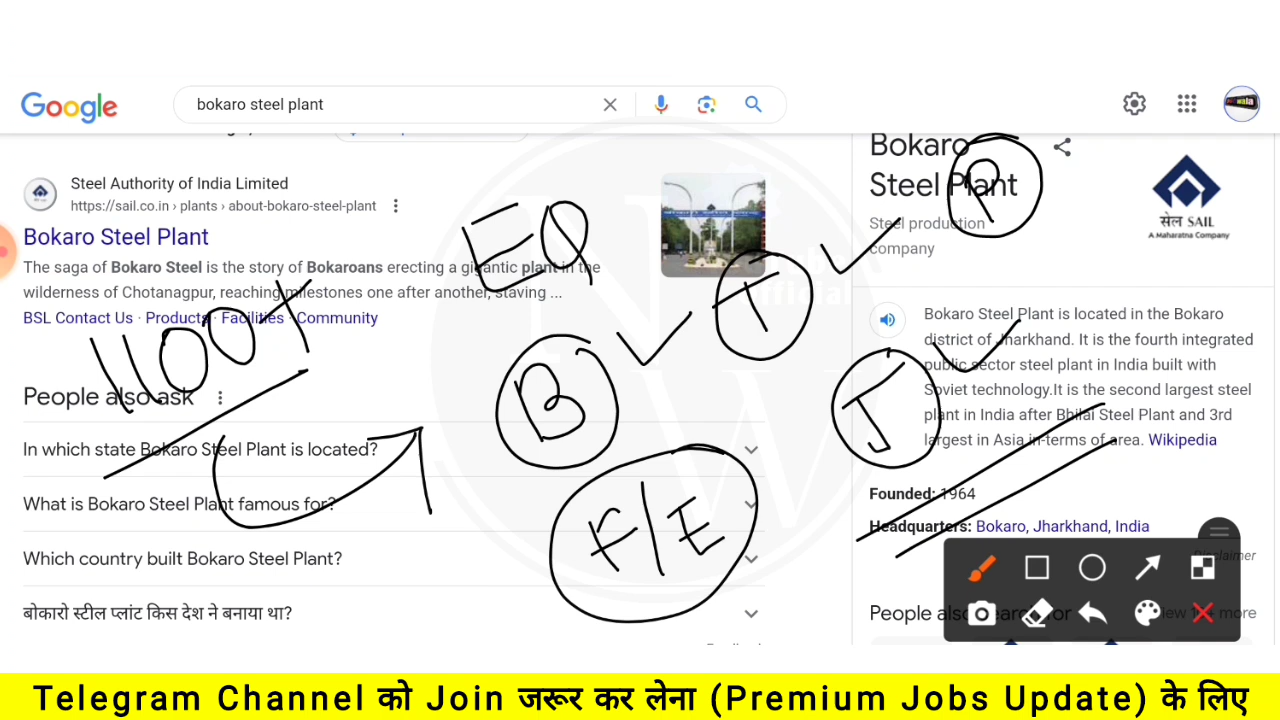 Google
bokaro steel plant
Steel Authority of India Limited
https://sail.co.in › plants › about-bokaro-steel-plant
Bokaro Steel Plant
The saga of Bokaro Steel is the story of Bokaroans erecting a gigantic plant in the
wilderness of Chotanagpur, reaching milestones one after another, staving ...
BSL Contact Us · Products · Facilities · Community
EQ
1100+
People also ask
In which state Bokaro Steel Plant is located?
What is Bokaro Steel Plant famous for?
Which country built Bokaro Steel Plant?
बोकारो स्टील प्लांट किस देश ने बनाया था?
B
T
J
P
F/E
Official
Bokaro
Steel Plant
Steel production
company
सेल SAIL
A Maharatna Company
Bokaro Steel Plant is located in the Bokaro
district of Jharkhand. It is the fourth integrated
public sector steel plant in India built with
Soviet technology.It is the second largest steel
plant in India after Bhilai Steel Plant and 3rd
largest in Asia in-terms of area. Wikipedia
Founded: 1964
Headquarters: Bokaro, Jharkhand, India
Disclaimer
People also search for
more
Telegram Channel को Join जरूर कर लेना (Premium Jobs Update) के लिए